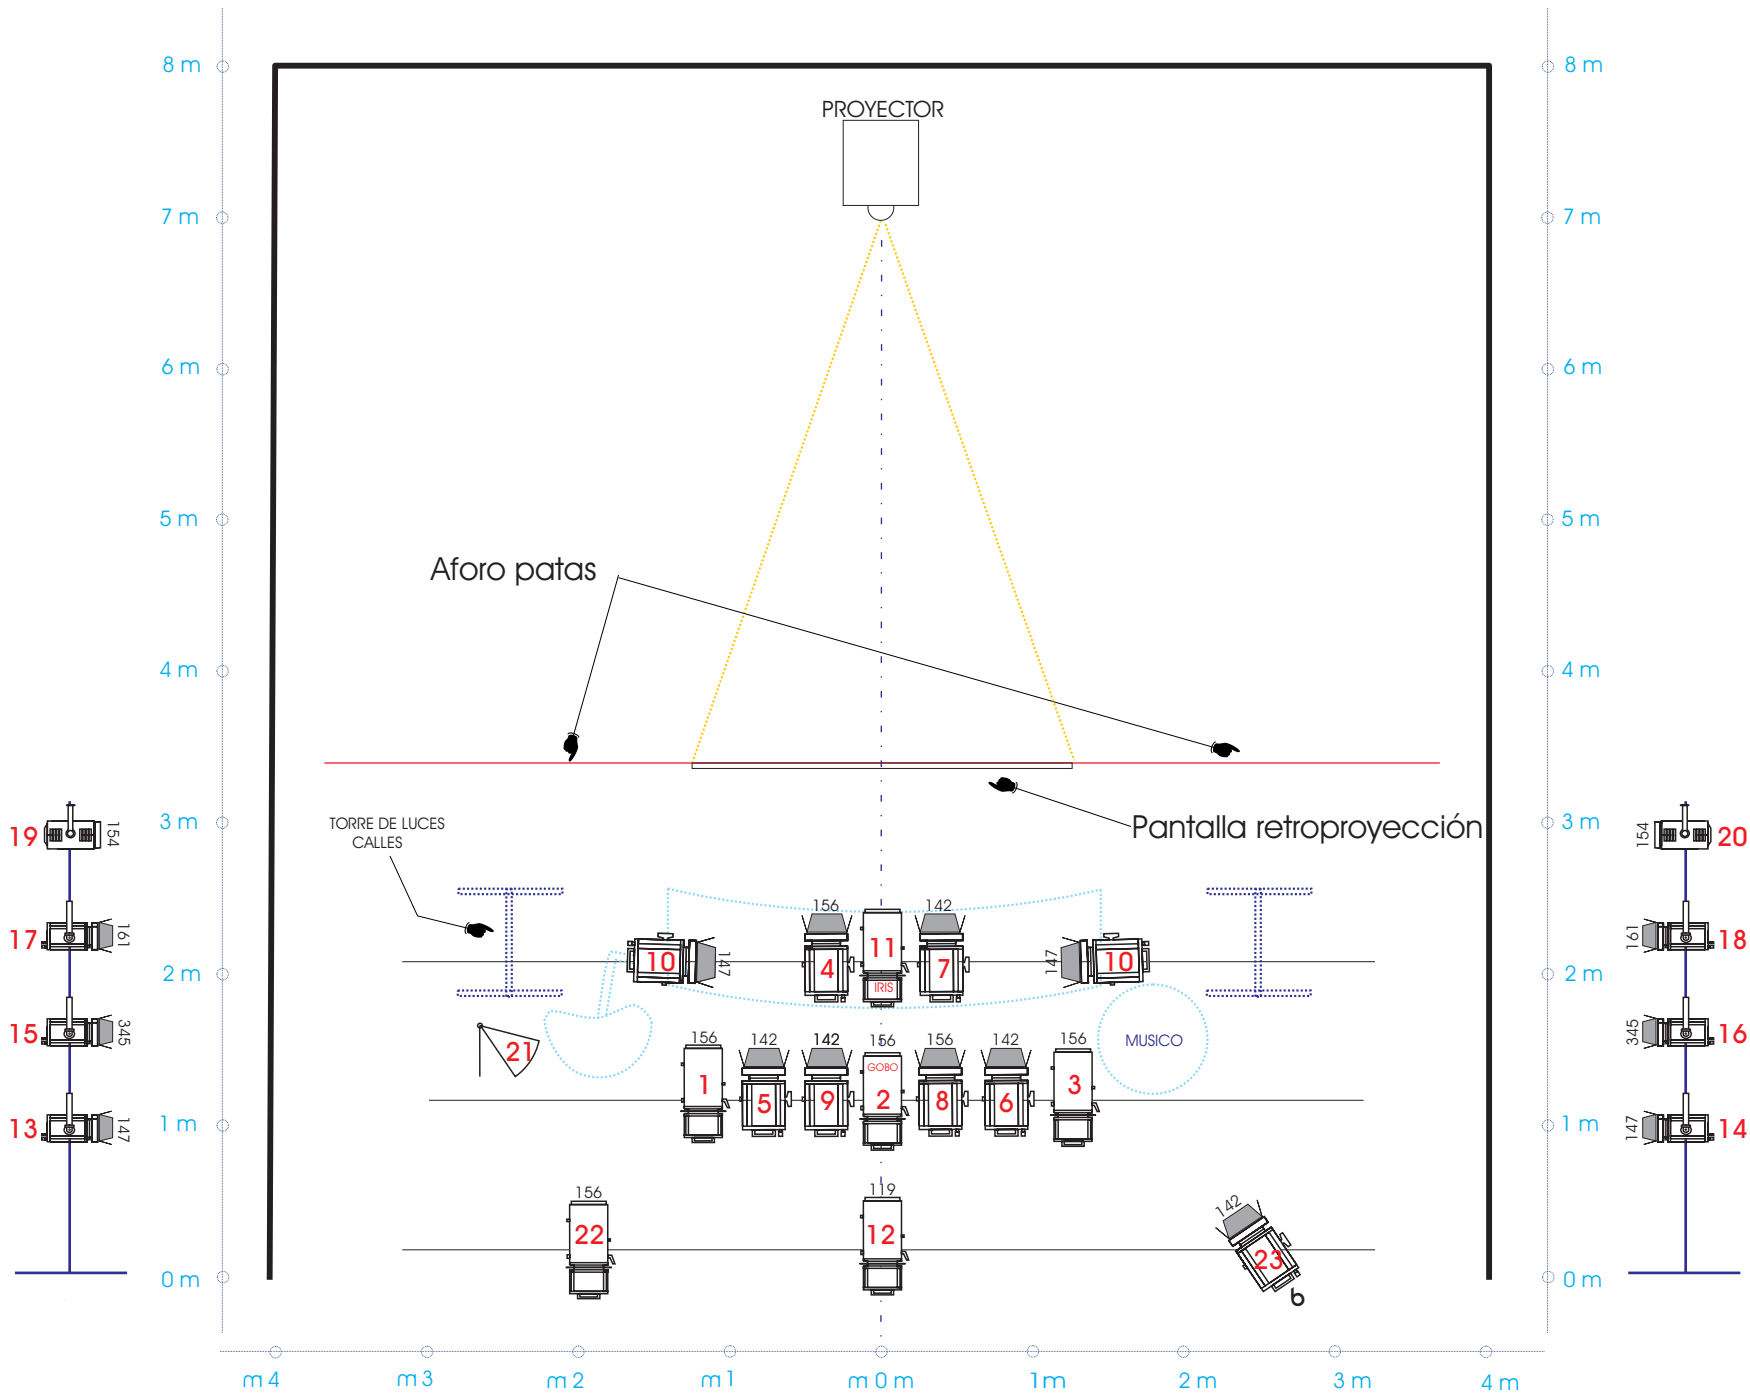 8 m 8 m
PROYECTOR
7 m 7 m
6 m 6 m
5 m 5 m
Aforo patas
4 m 4 m
3 m 3 m
Pantalla retroproyección
TORRE DE LUCES
CALLES
19 154
154 20
17 161
161 18
156 142
11
10 147
4
7
147 10
IRIS
2 m 2 m
15 345
345 16
21
MUSICO
156 142 142 156 156 142 156
GOBO
1 5 9 2 8 6 3
13 147
147 14
1 m 1 m
156 119 142
22 12 23
b
0 m 0 m
m 4 m 3 m 2 m 1 m 0 m 1m 2 m 3 m 4 m